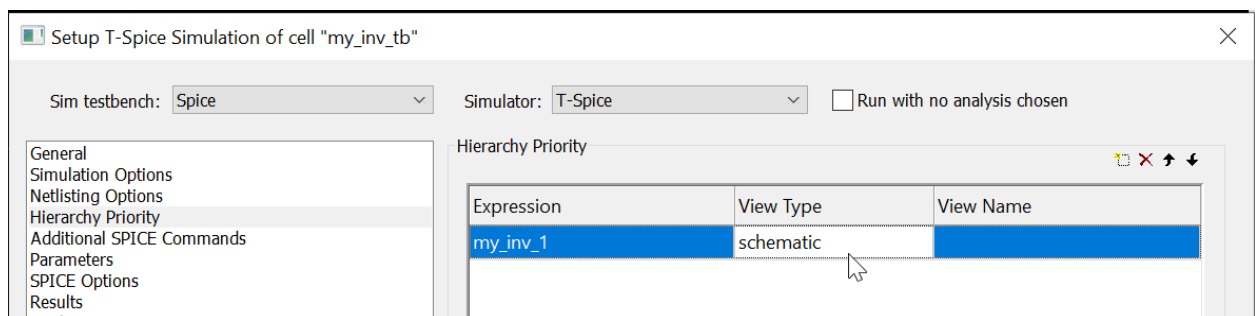 Setup T-Spice Simulation of cell "my_inv_tb"
Sim testbench: Spice Simulator: T-Spice Run with no analysis chosen
General
Simulation Options
Netlisting Options
Hierarchy Priority
Additional SPICE Commands
Parameters
SPICE Options
Results
Hierarchy Priority
Expression View Type View Name
my_inv_1 schematic